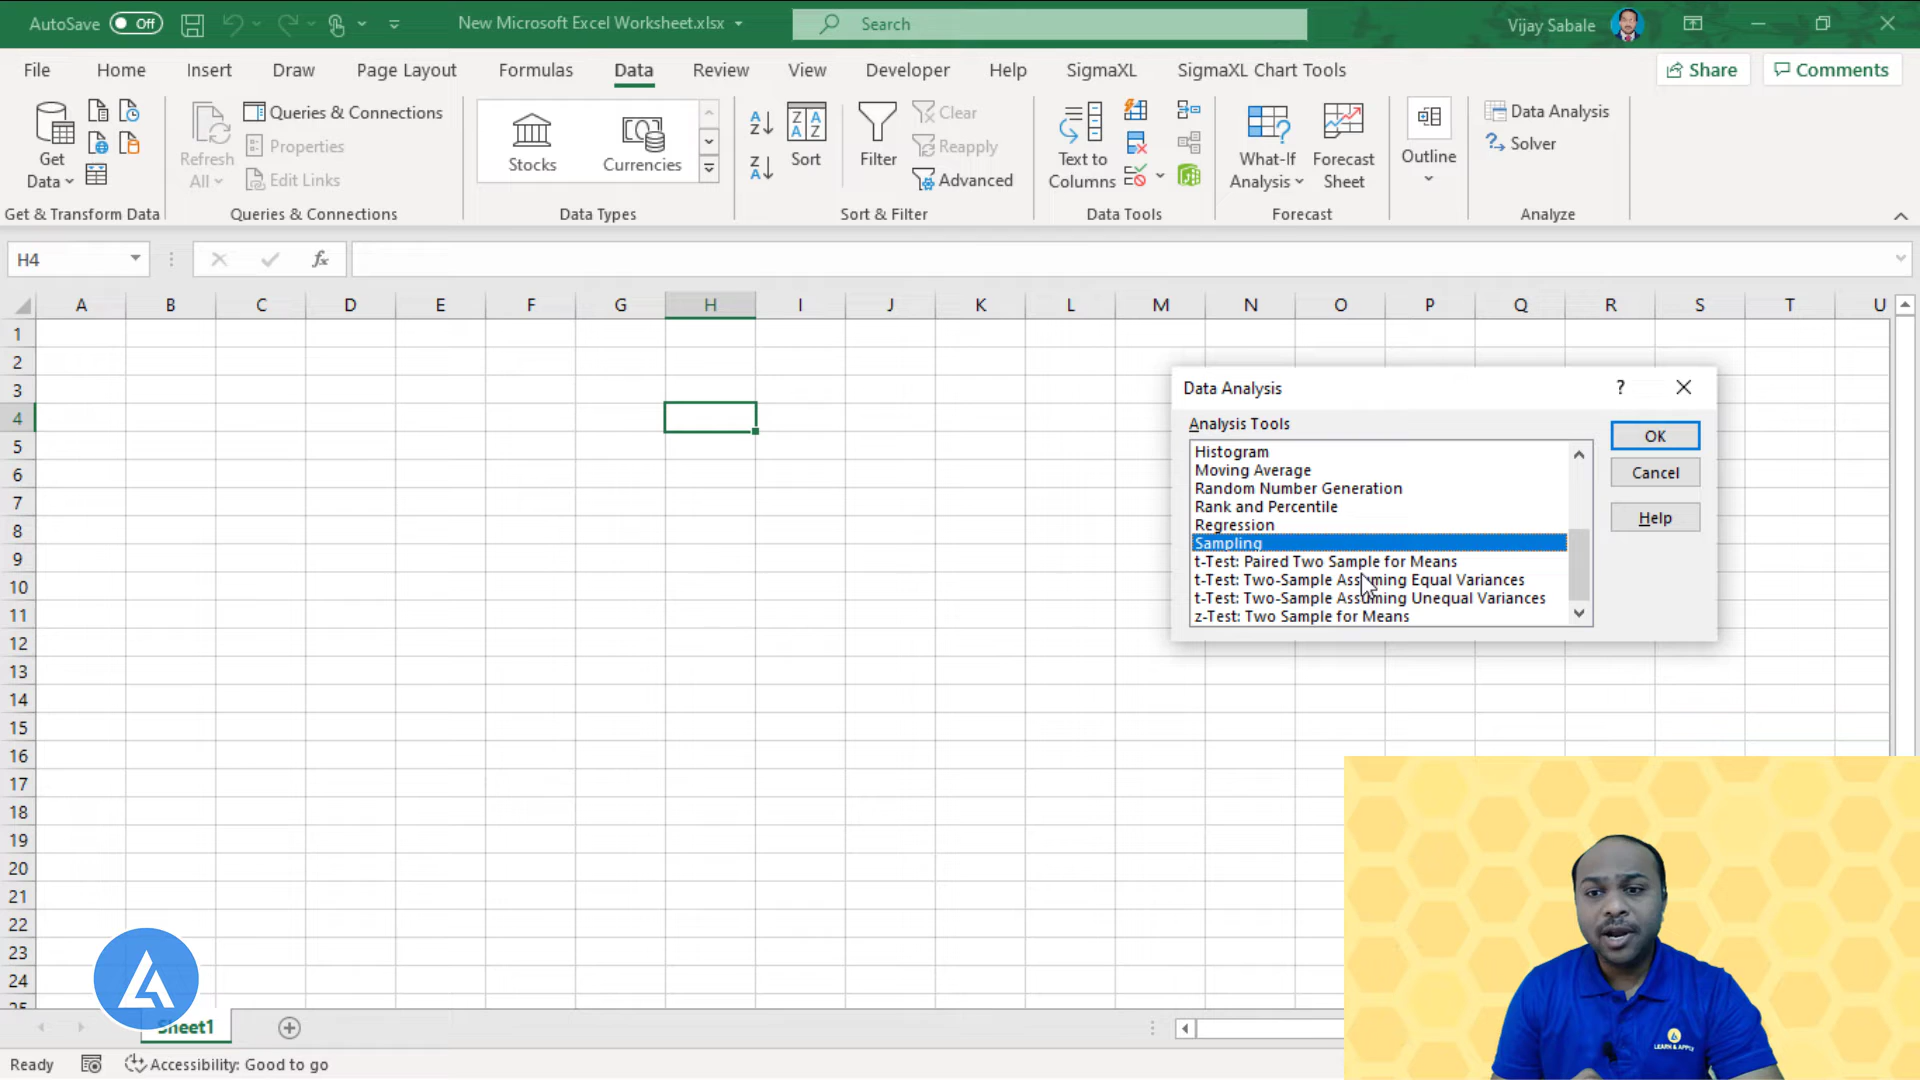 AutoSave Off New Microsoft Excel Worksheet.xlsx Search Vijay Sabale
File Home Insert Draw Page Layout Formulas Data Review View Developer Help SigmaXL SigmaXL Chart Tools Share Comments
Get Data
Refresh All
Queries & Connections
Properties
Edit Links
Stocks
Currencies
Sort
Filter
Clear
Reapply
Advanced
Text to Columns
What-If Analysis
Forecast Sheet
Outline
Data Analysis
Solver
Get & Transform Data Queries & Connections Data Types Sort & Filter Data Tools Forecast Analyze
H4 fx
A B C D E F G H I J K L M N O P Q R S T U
1
2
3
4
5
6
7
8
9
10
11
12
13
14
15
16
17
18
19
20
21
22
23
24
25
Data Analysis ?
Analysis Tools
Histogram
Moving Average
Random Number Generation
Rank and Percentile
Regression
Sampling
t-Test: Paired Two Sample for Means
t-Test: Two-Sample Assuming Equal Variances
t-Test: Two-Sample Assuming Unequal Variances
z-Test: Two Sample for Means
OK
Cancel
Help
LEARN & APPLY
Sheet1
Ready Accessibility: Good to go